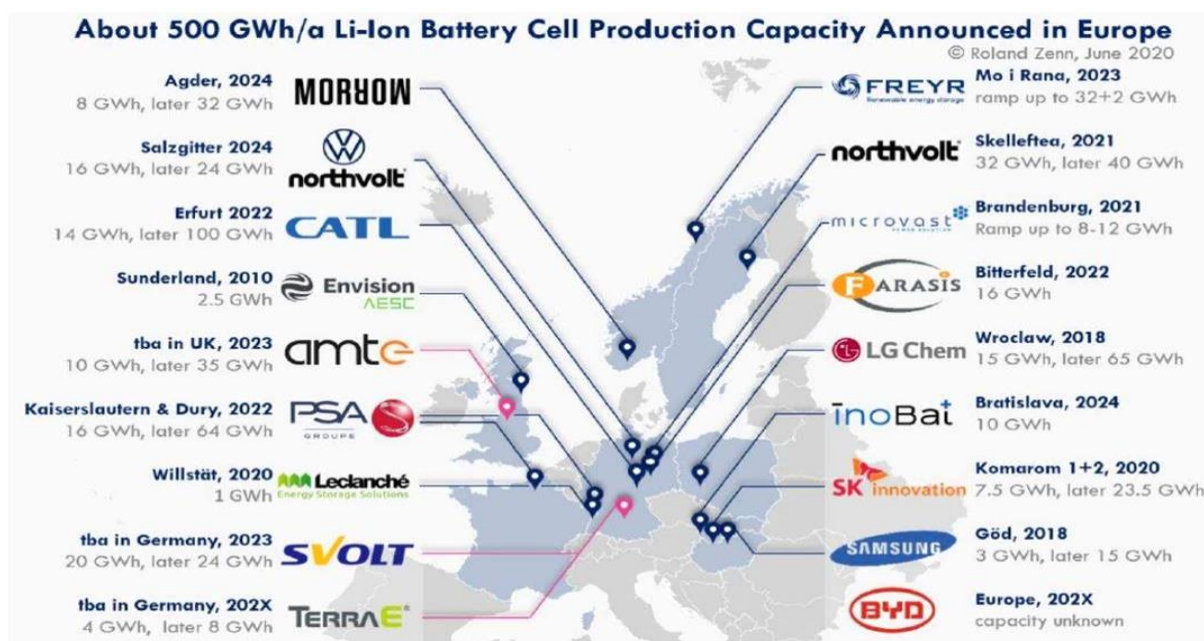 About 500 GWh/a Li-Ion Battery Cell Production Capacity Announced in Europe
© Roland Zenn, June 2020
Agder, 2024
8 GWh, later 32 GWh
MORROW
Salzgitter 2024
16 GWh, later 24 GWh
northvolt
Erfurt 2022
14 GWh, later 100 GWh
CATL
Sunderland, 2010
2.5 GWh
Envision
AESC
tba in UK, 2023
10 GWh, later 35 GWh
amte
Kaiserslautern & Dury, 2022
16 GWh, later 64 GWh
PSA
GROUPE
Willstät, 2020
1 GWh
Leclanché
Energy Storage Solutions
tba in Germany, 2023
20 GWh, later 24 GWh
SVOLT
tba in Germany, 202X
4 GWh, later 8 GWh
TERRAE
FREYR
Renewable energy storage
Mo i Rana, 2023
ramp up to 32+2 GWh
northvolt
Skelleftea, 2021
32 GWh, later 40 GWh
microvast
POWER SOLUTION
Brandenburg, 2021
Ramp up to 8-12 GWh
FARASIS
Bitterfeld, 2022
16 GWh
LG Chem
Wroclaw, 2018
15 GWh, later 65 GWh
inoBat
Bratislava, 2024
10 GWh
SK innovation
Komarom 1+2, 2020
7.5 GWh, later 23.5 GWh
SAMSUNG
Göd, 2018
3 GWh, later 15 GWh
BYD
Europe, 202X
capacity unknown